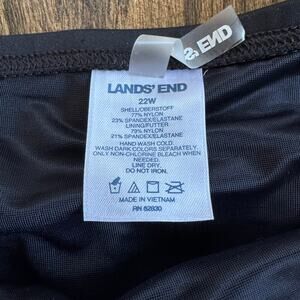 S' END
LANDS' END
22W
SHELL/OBERSTOFF
77% NYLON
23% SPANDEX/ELASTANE
LINING/FUTTER
79% NYLON
21% SPANDEX/ELASTANE
HAND WASH COLD.
WASH DARK COLORS SEPARATELY.
ONLY NON-CHLORINE BLEACH WHEN
NEEDED.
LINE DRY.
DO NOT IRON.
MADE IN VIETNAM
RN 62830